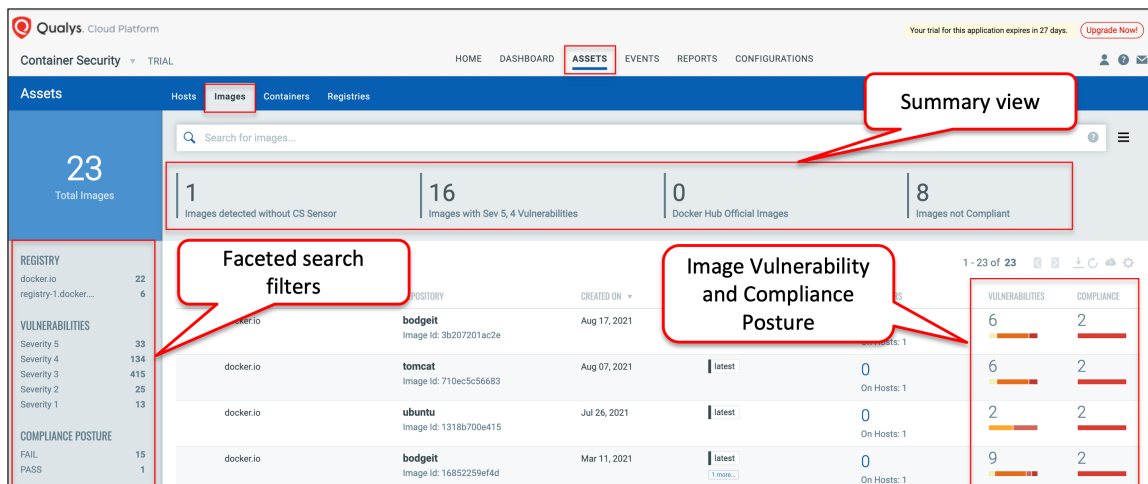 Qualys. Cloud Platform
Your trial for this application expires in 27 days. Upgrade Now!
Container Security TRIAL
HOME DASHBOARD ASSETS EVENTS REPORTS CONFIGURATIONS
Assets
Hosts Images Containers Registries
Summary view
Search for images...
23
Total Images
1
Images detected without CS Sensor
16
Images with Sev 5, 4 Vulnerabilities
0
Docker Hub Official Images
8
Images not Compliant
Faceted search
filters
Image Vulnerability
and Compliance
Posture
1 - 23 of 23
REGISTRY
docker.io 22
registry-1.docker.... 6
VULNERABILITIES
Severity 5 33
Severity 4 134
Severity 3 415
Severity 2 25
Severity 1 13
COMPLIANCE POSTURE
FAIL 15
PASS 1
CREATED ON VULNERABILITIES COMPLIANCE
bodgeit Aug 17, 2021 6 2
Image Id: 3b207201ac2e On Hosts: 1
docker.io tomcat Aug 07, 2021 latest 0 6 2
Image Id: 710ec5c56683 On Hosts: 1
docker.io ubuntu Jul 26, 2021 latest 0 2 2
Image Id: 1318b700e415 On Hosts: 1
docker.io bodgeit Mar 11, 2021 latest 0 9 2
Image Id: 16852259ef4d 1 more... On Hosts: 1